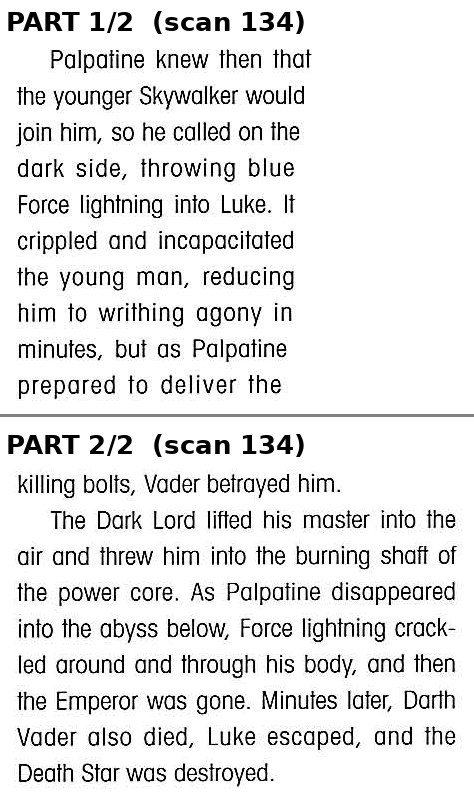 PART 1/2 (scan 134)
Palpatine knew then that
the younger Skywalker would
join him, so he called on the
dark side, throwing blue
Force lightning into Luke. It
crippled and incapacitated
the young man, reducing
him to writhing agony in
minutes, but as Palpatine
prepared to deliver the
PART 2/2 (scan 134)
killing bolts, Vader betrayed him.
The Dark Lord lifted his master into the
air and threw him into the burning shaft of
the power core. As Palpatine disappeared
into the abyss below, Force lightning crack-
led around and through his body, and then
the Emperor was gone. Minutes later, Darth
Vader also died, Luke escaped, and the
Death Star was destroyed.